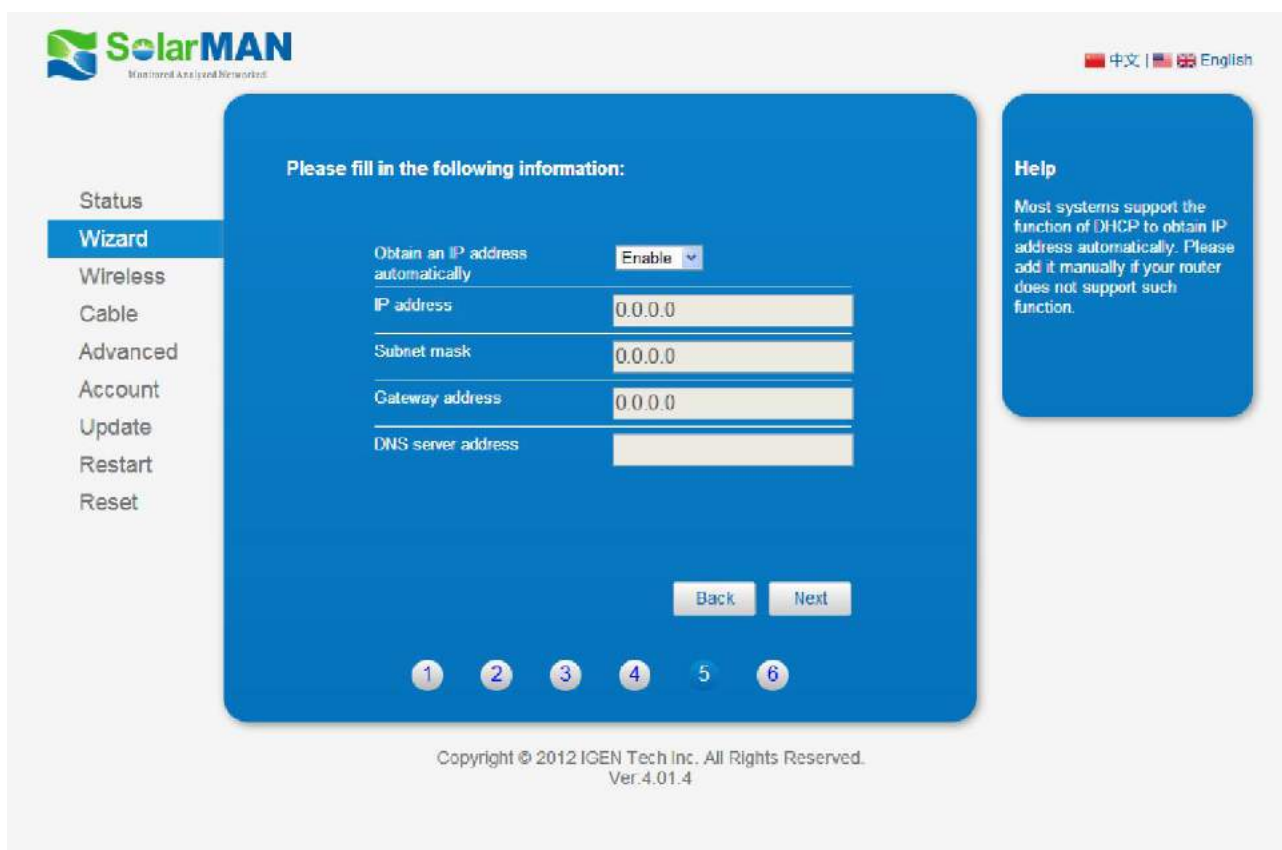 SolarMAN
Monitored Analyzed Networked
中文 | English
Please fill in the following information:
Status
Wizard
Wireless
Cable
Advanced
Account
Update
Restart
Reset
Obtain an IP address
automatically
Enable
IP address
0.0.0.0
Subnet mask
0.0.0.0
Gateway address
0.0.0.0
DNS server address
Back
Next
1 2 3 4 5 6
Help
Most systems support the
function of DHCP to obtain IP
address automatically. Please
add it manually if your router
does not support such
function.
Copyright © 2012 IGEN Tech Inc. All Rights Reserved.
Ver.4.01.4